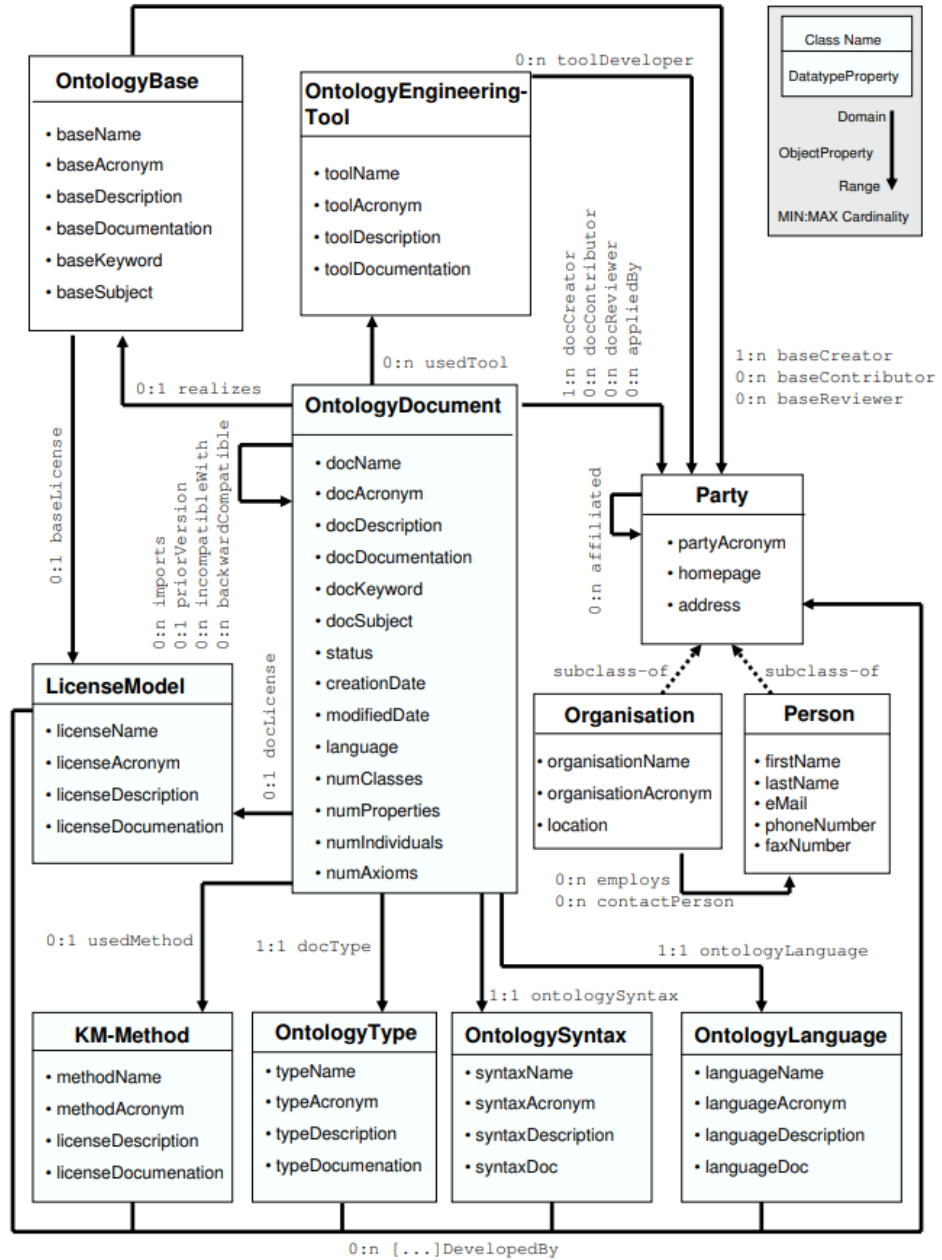 Class Name
DatatypeProperty
Domain
ObjectProperty
Range
MIN:MAX Cardinality
OntologyBase
• baseName
• baseAcronym
• baseDescription
• baseDocumentation
• baseKeyword
• baseSubject
OntologyEngineering-
Tool
• toolName
• toolAcronym
• toolDescription
• toolDocumentation
0:n toolDeveloper
1:n docCreator
0:n docContributor
0:n docReviewer
0:n appliedBy
1:n baseCreator
0:n baseContributor
0:n baseReviewer
0:1 realizes
0:n usedTool
0:1 baseLicense
OntologyDocument
• docName
• docAcronym
• docDescription
• docDocumentation
• docKeyword
• docSubject
• status
• creationDate
• modifiedDate
• language
• numClasses
• numProperties
• numIndividuals
• numAxioms
0:n imports
0:1 priorVersion
0:n incompatibleWith
0:n backwardCompatible
0:1 docLicense
0:n affiliated
Party
• partyAcronym
• homepage
• address
subclass-of
subclass-of
LicenseModel
• licenseName
• licenseAcronym
• licenseDescription
• licenseDocumenation
Organisation
• organisationName
• organisationAcronym
• location
Person
• firstName
• lastName
• eMail
• phoneNumber
• faxNumber
0:n employs
0:n contactPerson
0:1 usedMethod
1:1 docType
1:1 ontologySyntax
1:1 ontologyLanguage
KM-Method
• methodName
• methodAcronym
• licenseDescription
• licenseDocumenation
OntologyType
• typeName
• typeAcronym
• typeDescription
• typeDocumenation
OntologySyntax
• syntaxName
• syntaxAcronym
• syntaxDescription
• syntaxDoc
OntologyLanguage
• languageName
• languageAcronym
• languageDescription
• languageDoc
0:n [...]DevelopedBy